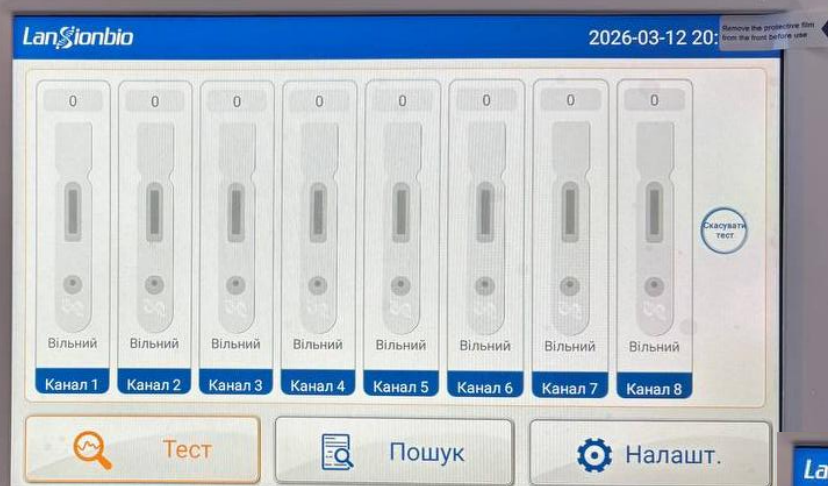 Lansionbio
2026-03-12 20:
Remove the protective film
from the front before use
0 0 0 0 0 0 0 0
Скасувати
тест
Вільний Вільний Вільний Вільний Вільний Вільний Вільний Вільний
Канал 1 Канал 2 Канал 3 Канал 4 Канал 5 Канал 6 Канал 7 Канал 8
Тест Пошук Налашт.
La